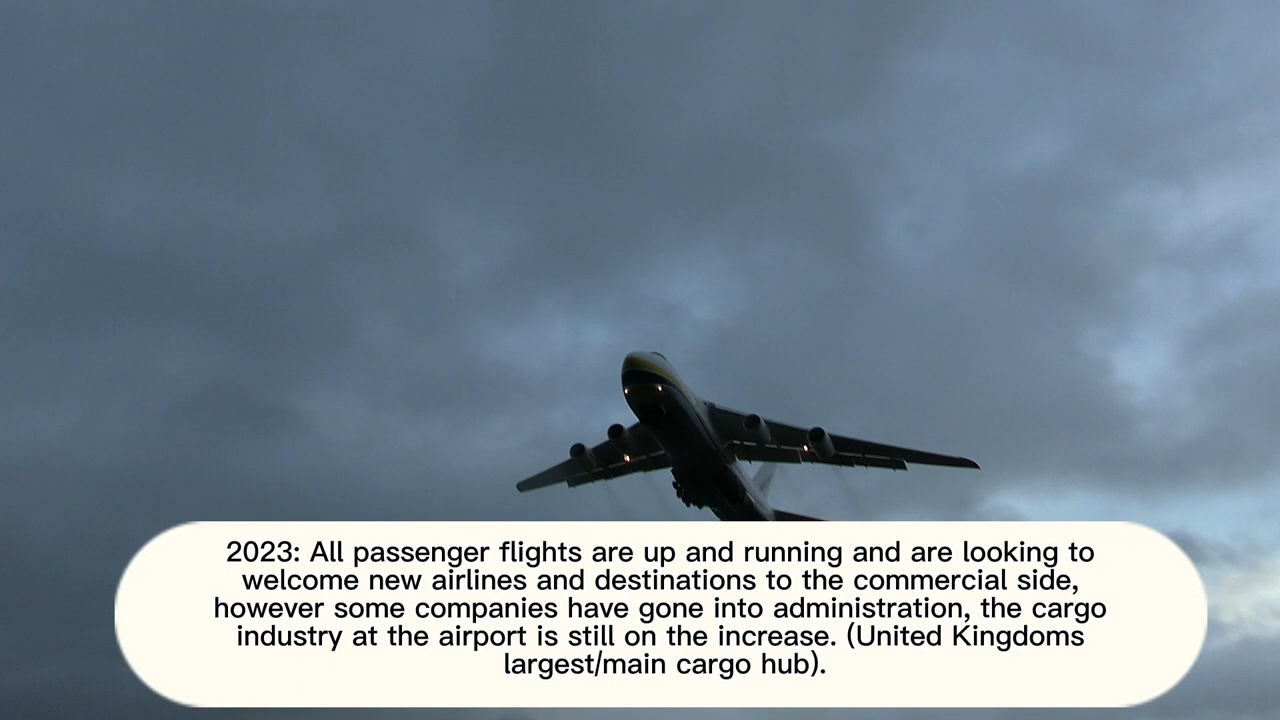 2023: All passenger flights are up and running and are looking to
welcome new airlines and destinations to the commercial side,
however some companies have gone into administration, the cargo
industry at the airport is still on the increase. (United Kingdoms
largest/main cargo hub).